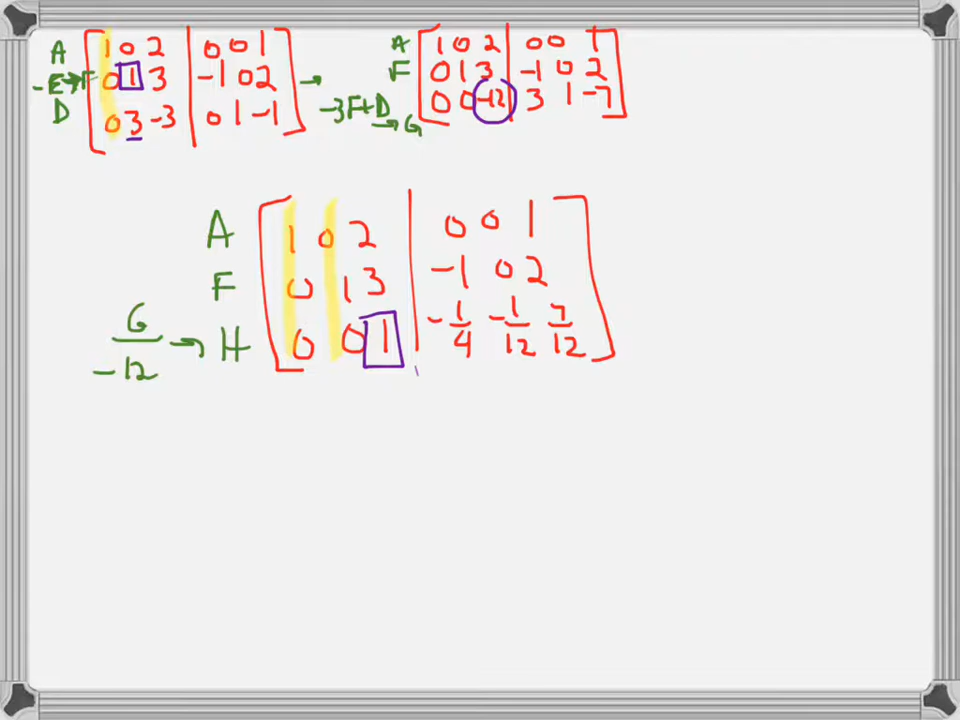 A [ 1 0 2 | 0 0 1 ]
-E→F [ 0 1 3 | -1 0 2 ] →
D [ 0 3 -3 | 0 1 -1 ]
A [ 1 0 2 | 0 0 1 ]
F [ 0 1 3 | -1 0 2 ]
-3F+D → G [ 0 0 -12 | 3 1 -7 ]
A [ 1 0 2 | 0 0 1 ]
F [ 0 1 3 | -1 0 2 ]
G/-12 → H [ 0 0 1 | -1/4 -1/12 7/12 ]